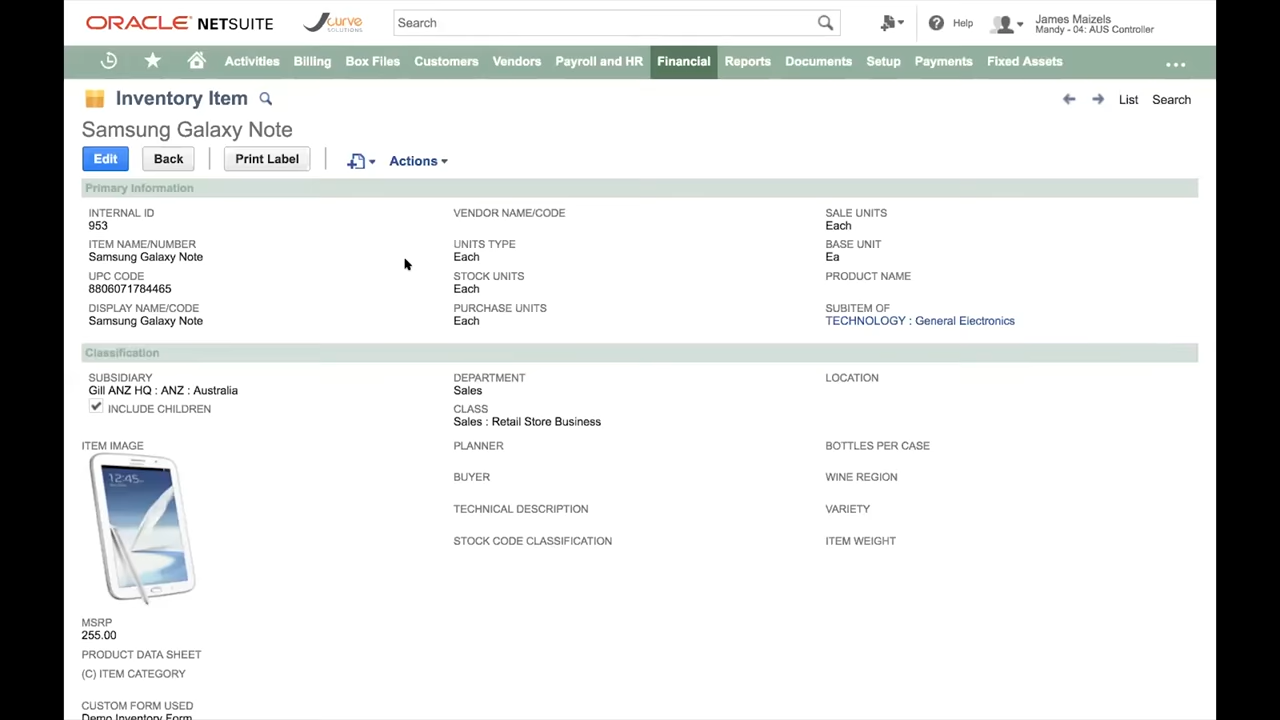 ORACLE NETSUITE
Curve SOLUTIONS
Search
Help
James Maizels
Mandy - 04: AUS Controller
Activities Billing Box Files Customers Vendors Payroll and HR Financial Reports Documents Setup Payments Fixed Assets
Inventory Item
List Search
Samsung Galaxy Note
Edit Back Print Label Actions
Primary Information
INTERNAL ID
953
ITEM NAME/NUMBER
Samsung Galaxy Note
UPC CODE
8806071784465
DISPLAY NAME/CODE
Samsung Galaxy Note
VENDOR NAME/CODE
UNITS TYPE
Each
STOCK UNITS
Each
PURCHASE UNITS
Each
SALE UNITS
Each
BASE UNIT
Ea
PRODUCT NAME
SUBITEM OF
TECHNOLOGY : General Electronics
Classification
SUBSIDIARY
Gill ANZ HQ : ANZ : Australia
INCLUDE CHILDREN
DEPARTMENT
Sales
CLASS
Sales : Retail Store Business
LOCATION
ITEM IMAGE
12:45
MSRP
255.00
PRODUCT DATA SHEET
(C) ITEM CATEGORY
CUSTOM FORM USED
Demo Inventory Form
PLANNER
BUYER
TECHNICAL DESCRIPTION
STOCK CODE CLASSIFICATION
BOTTLES PER CASE
WINE REGION
VARIETY
ITEM WEIGHT